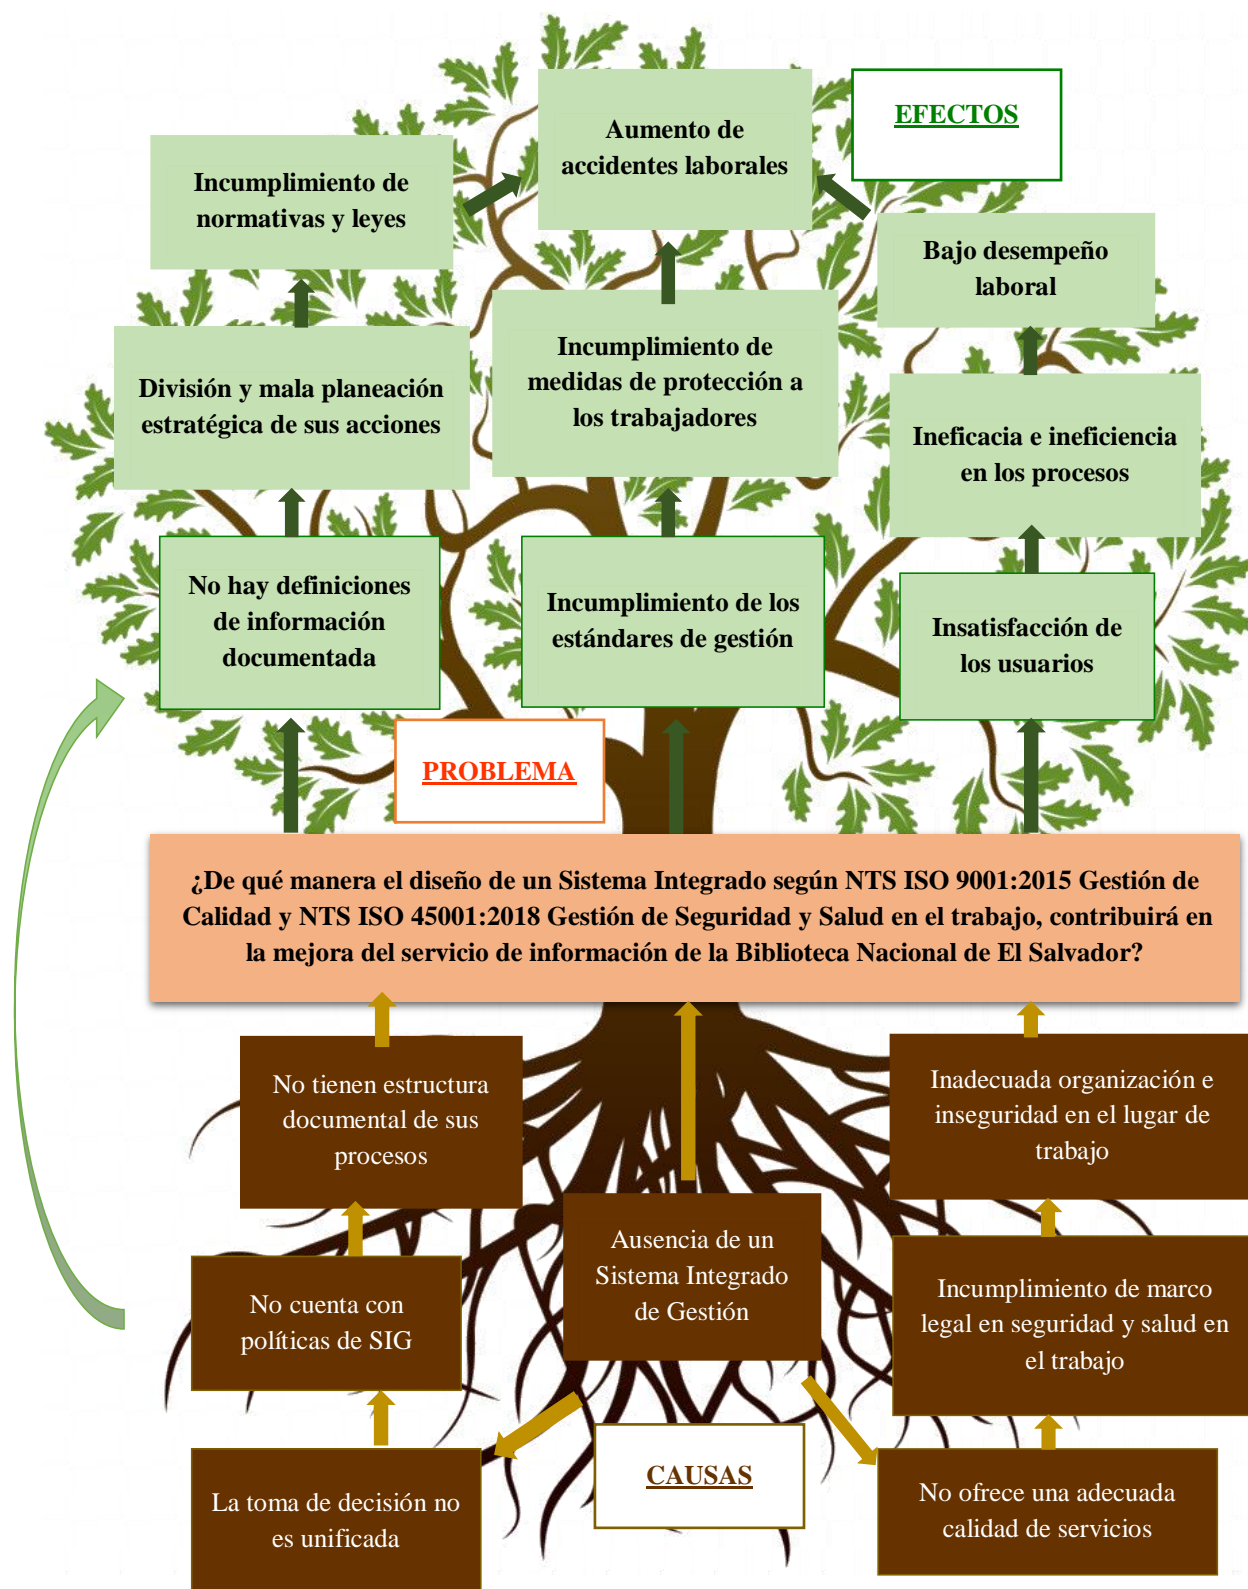 EFECTOS
Aumento de
accidentes laborales
Incumplimiento de
normativas y leyes
Bajo desempeño
laboral
División y mala planeación
estratégica de sus acciones
Incumplimiento de
medidas de protección a
los trabajadores
Ineficacia e ineficiencia
en los procesos
No hay definiciones
de información
documentada
Incumplimiento de los
estándares de gestión
Insatisfacción de
los usuarios
PROBLEMA
¿De qué manera el diseño de un Sistema Integrado según NTS ISO 9001:2015 Gestión de
Calidad y NTS ISO 45001:2018 Gestión de Seguridad y Salud en el trabajo, contribuirá en
la mejora del servicio de información de la Biblioteca Nacional de El Salvador?
No tienen estructura
documental de sus
procesos
Inadecuada organización e
inseguridad en el lugar de
trabajo
Ausencia de un
Sistema Integrado
de Gestión
No cuenta con
políticas de SIG
Incumplimiento de marco
legal en seguridad y salud en
el trabajo
CAUSAS
La toma de decisión no
es unificada
No ofrece una adecuada
calidad de servicios